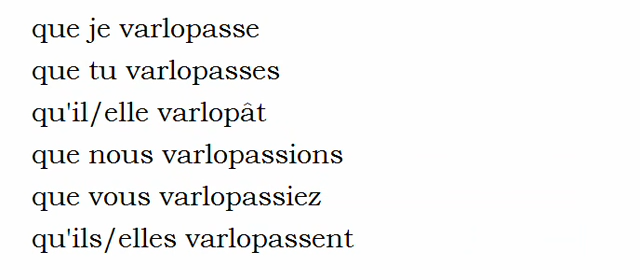 que je varlopasse
que tu varlopasses
qu'il/elle varlopât
que nous varlopassions
que vous varlopassiez
qu'ils/elles varlopassent